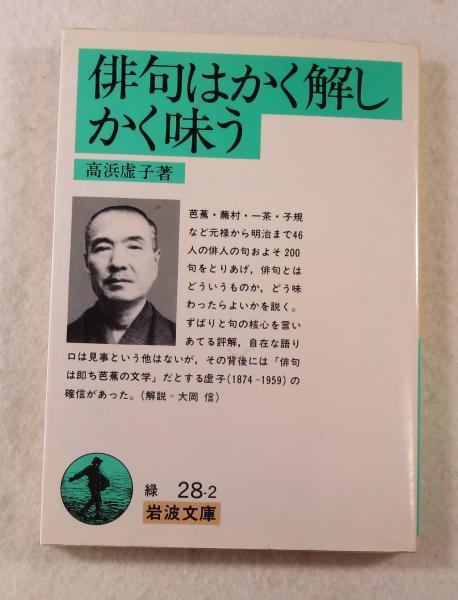 俳句はかく解し
かく味う
高浜虚子著
芭蕉・蕪村・一茶・子規
など元禄から明治まで46
人の俳人の句およそ200
句をとりあげ，俳句とは
どういうものか，どう味
わったらよいかを説く。
ずばりと句の核心を言い
あてる評解，自在な語り
口は見事という他はないが，その背後には「俳句
は即ち芭蕉の文学」だとする虚子(1874-1959)の
確信があった。(解説＝大岡 信)
緑 28-2
岩波文庫